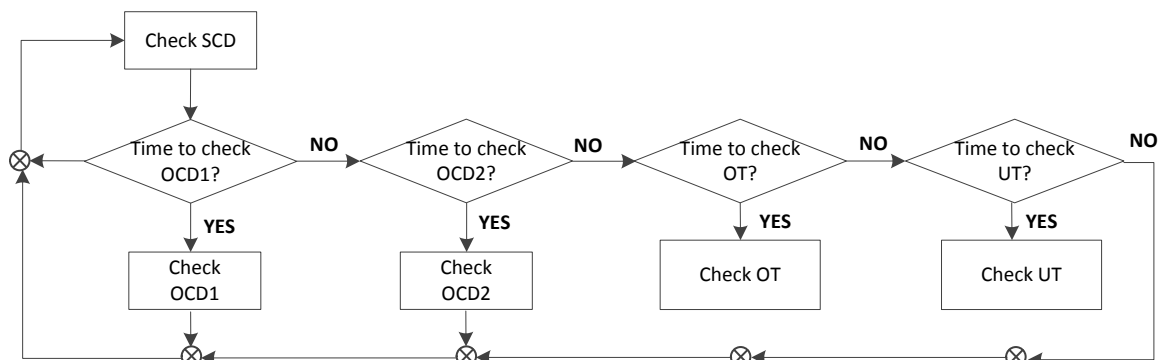 Check SCD
Time to check
OCD1?
NO
Time to check
OCD2?
NO
Time to check
OT?
NO
Time to check
UT?
NO
YES
YES
YES
YES
Check
OCD1
Check
OCD2
Check OT
Check UT